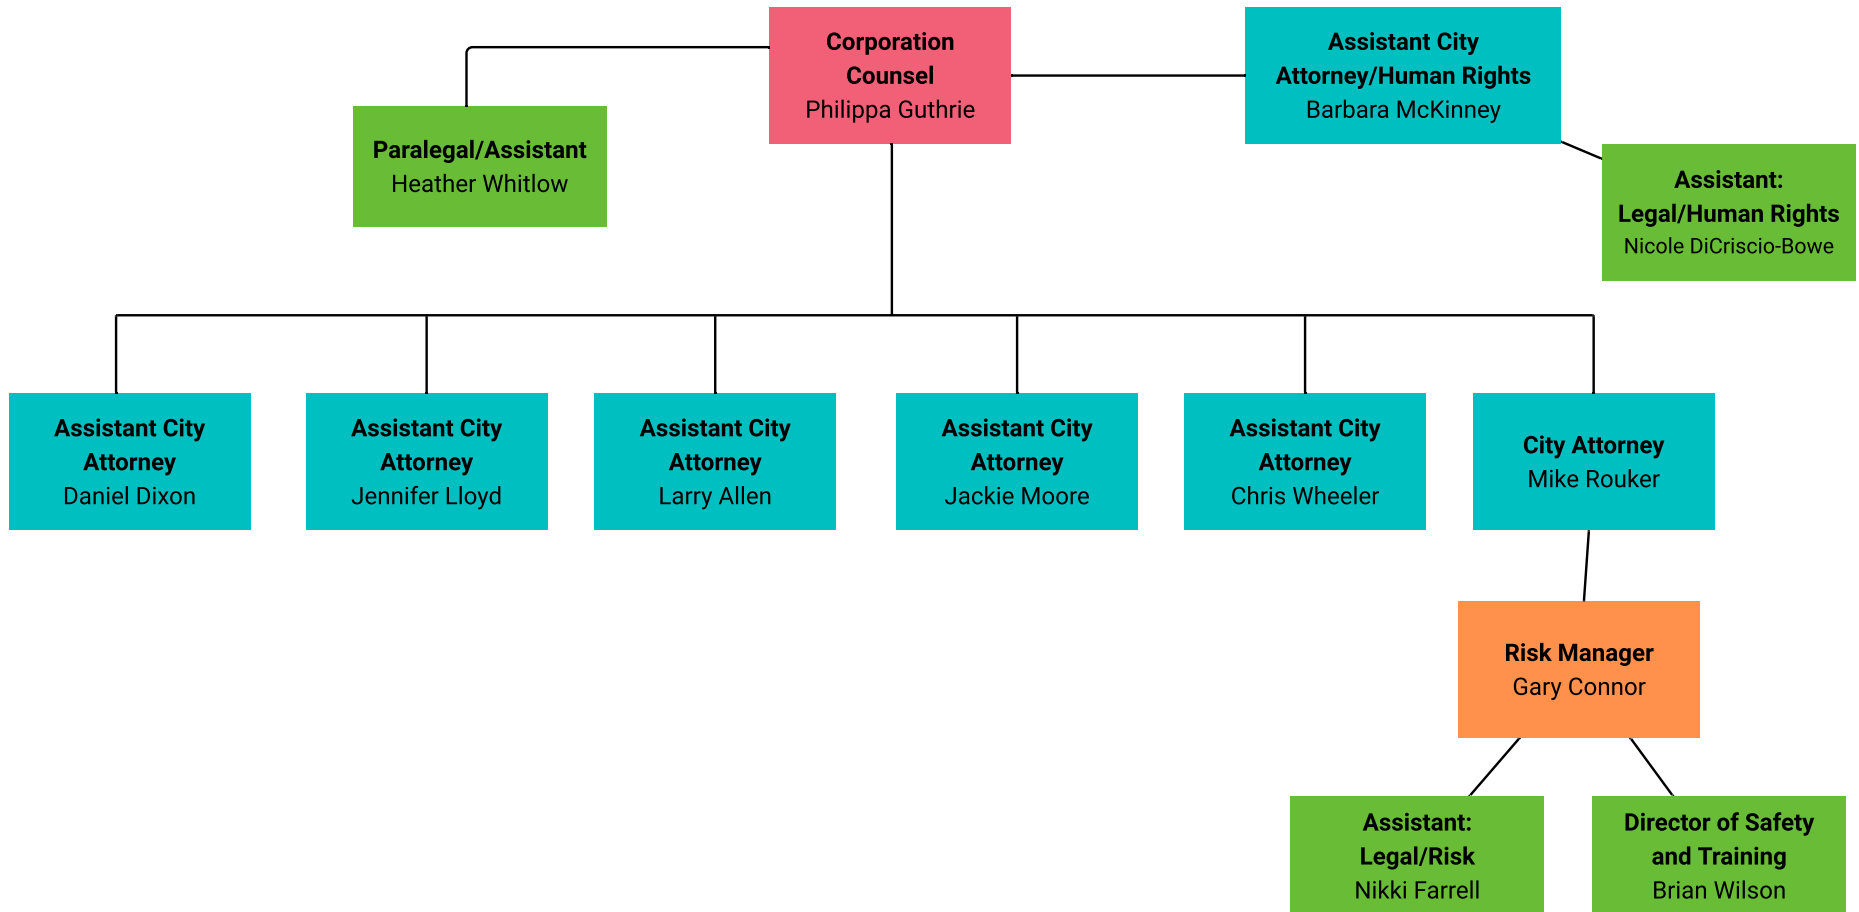 Corporation
Counsel
Philippa Guthrie
Assistant City
Attorney/Human Rights
Barbara McKinney
Paralegal/Assistant
Heather Whitlow
Assistant:
Legal/Human Rights
Nicole DiCriscio-Bowe
Assistant City
Attorney
Daniel Dixon
Assistant City
Attorney
Jennifer Lloyd
Assistant City
Attorney
Larry Allen
Assistant City
Attorney
Jackie Moore
Assistant City
Attorney
Chris Wheeler
City Attorney
Mike Rouker
Risk Manager
Gary Connor
Assistant:
Legal/Risk
Nikki Farrell
Director of Safety
and Training
Brian Wilson